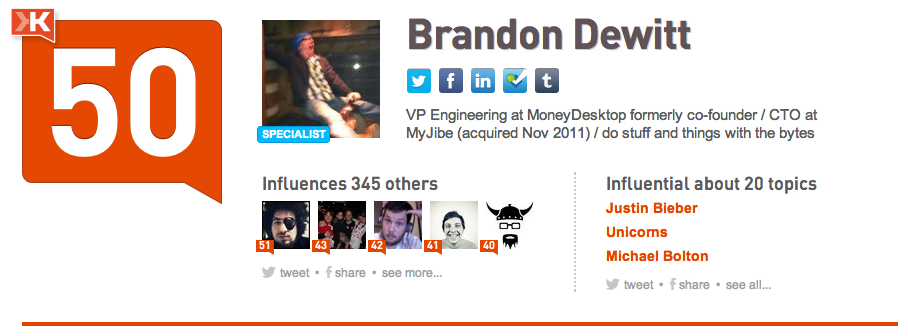 K
50
Brandon Dewitt
SPECIALIST
VP Engineering at MoneyDesktop formerly co-founder / CTO at
MyJibe (acquired Nov 2011) / do stuff and things with the bytes
Influences 345 others
51 43 42 41 40
tweet • share • see more...
Influential about 20 topics
Justin Bieber
Unicorns
Michael Bolton
tweet • share • see all...